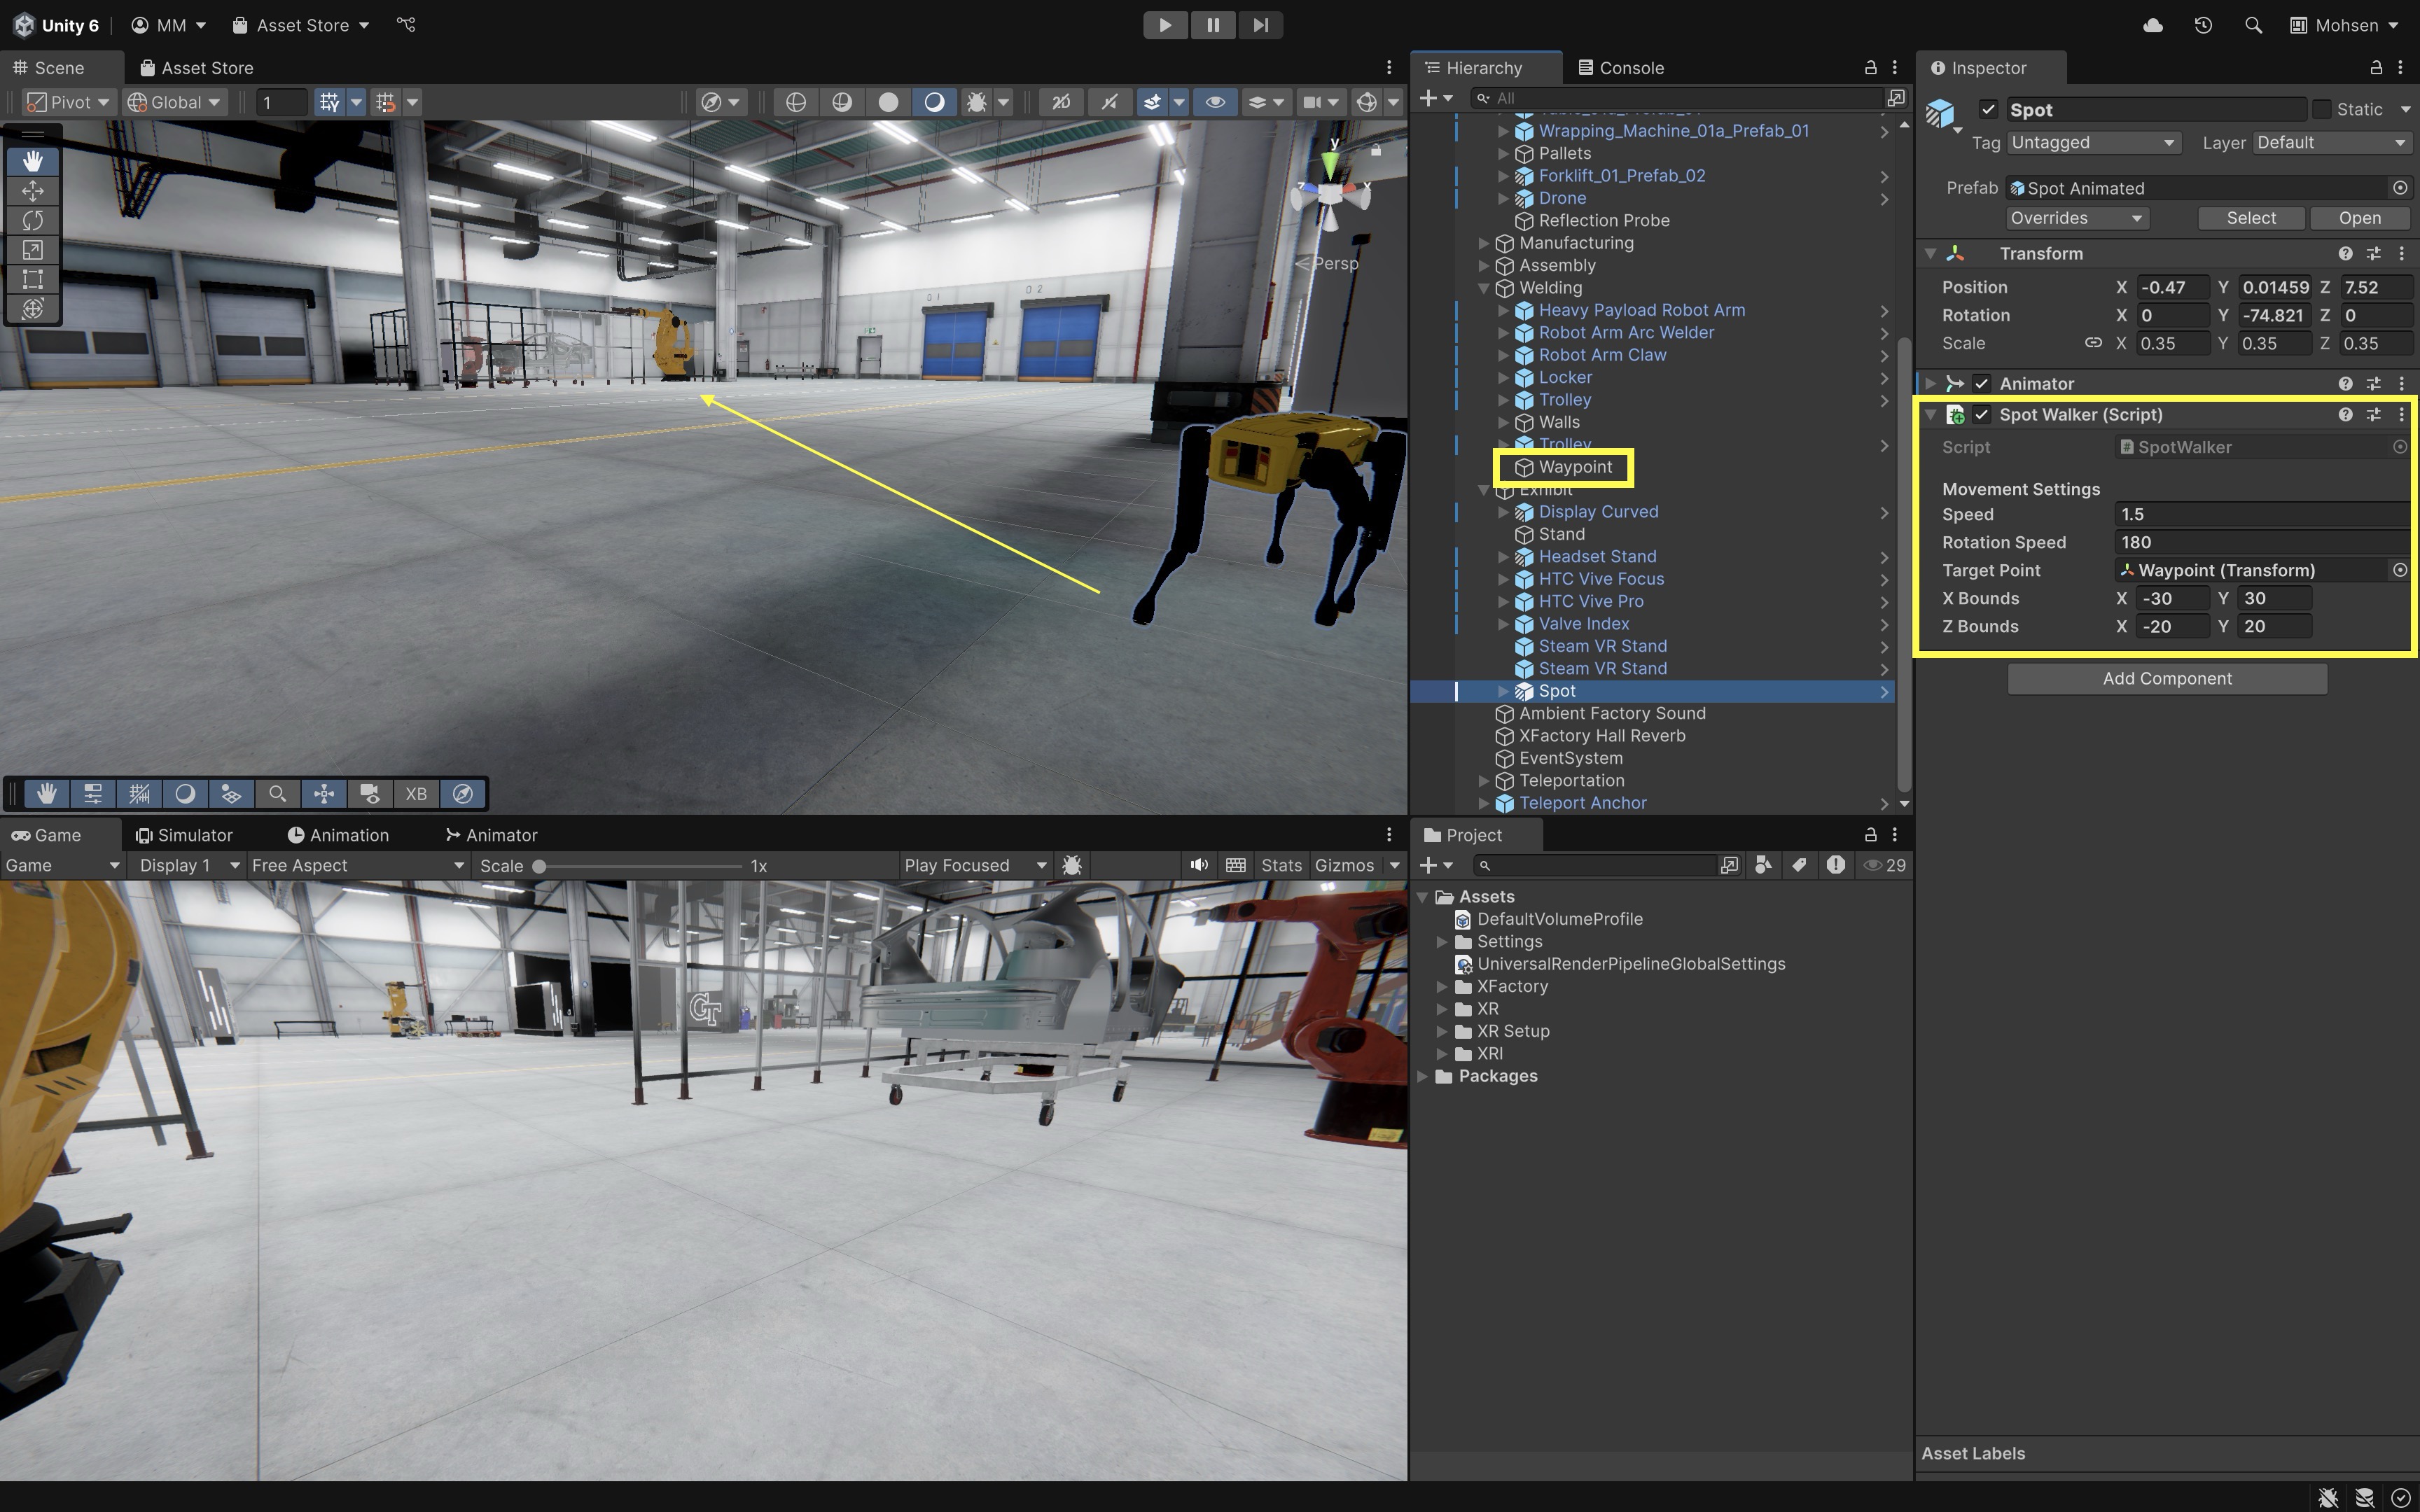 Unity 6 MM Asset Store Mohsen
Scene Asset Store
Pivot Global 1 2D
y
z x
Persp
01 02
XB
Hierarchy Console
All
Wrapping_Machine_01a_Prefab_01
Pallets
Forklift_01_Prefab_02
Drone
Reflection Probe
Manufacturing
Assembly
Welding
Heavy Payload Robot Arm
Robot Arm Arc Welder
Robot Arm Claw
Locker
Trolley
Walls
Trolley
Waypoint
Exhibit
Display Curved
Stand
Headset Stand
HTC Vive Focus
HTC Vive Pro
Valve Index
Steam VR Stand
Steam VR Stand
Spot
Ambient Factory Sound
XFactory Hall Reverb
EventSystem
Teleportation
Teleport Anchor
Inspector
Spot Static
Tag Untagged Layer Default
Prefab Spot Animated
Overrides Select Open
Transform
Position X -0.47 Y 0.01459 Z 7.52
Rotation X 0 Y -74.821 Z 0
Scale X 0.35 Y 0.35 Z 0.35
Animator
Spot Walker (Script)
Script SpotWalker
Movement Settings
Speed 1.5
Rotation Speed 180
Target Point Waypoint (Transform)
X Bounds X -30 Y 30
Z Bounds X -20 Y 20
Add Component
Asset Labels
Game Simulator Animation Animator
Game Display 1 Free Aspect Scale 1x Play Focused Stats Gizmos
GT
Project
29
Assets
DefaultVolumeProfile
Settings
UniversalRenderPipelineGlobalSettings
XFactory
XR
XR Setup
XRI
Packages